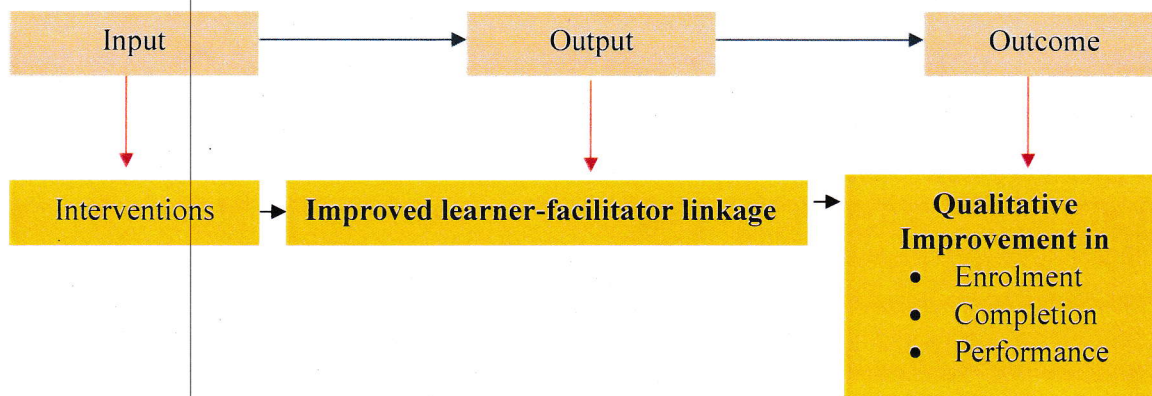 Input
Output
Outcome
Interventions
Improved learner-facilitator linkage
Qualitative
Improvement in
• Enrolment
• Completion
• Performance